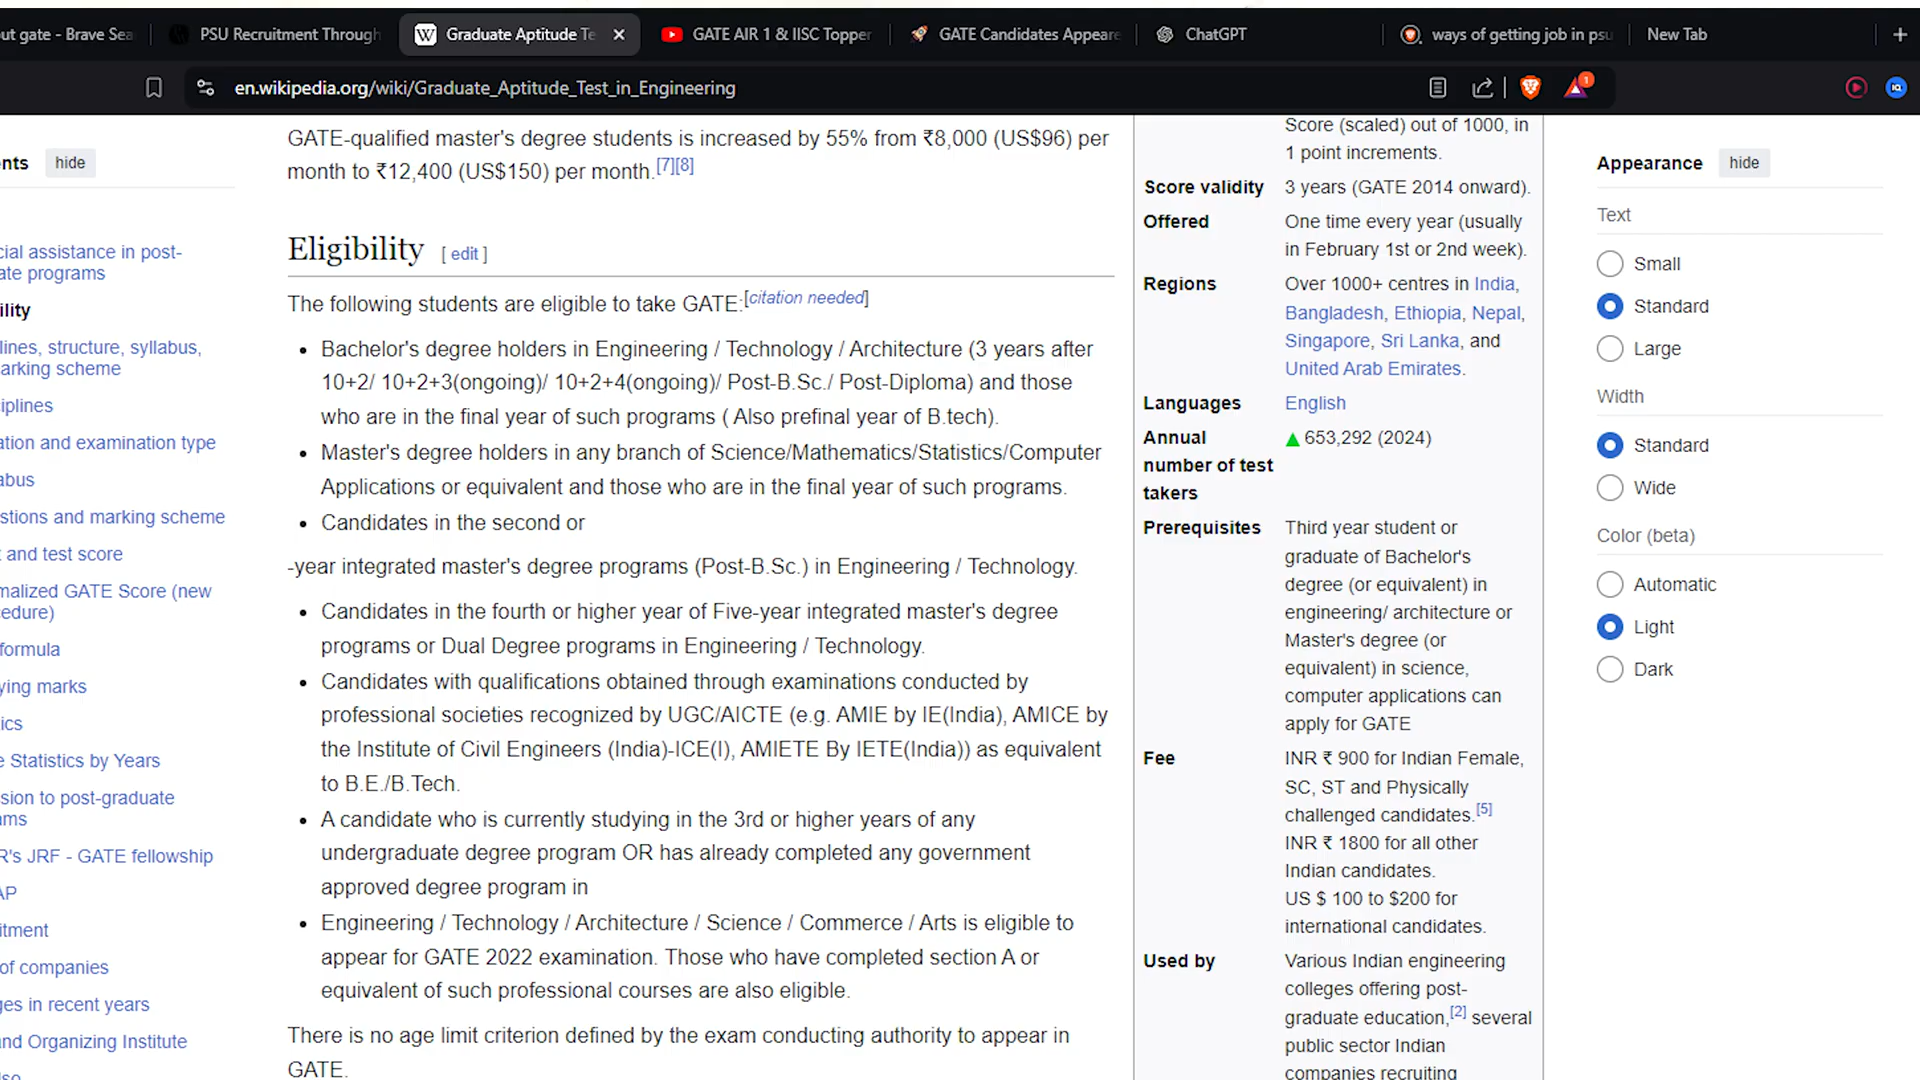 out gate - Brave Sea
PSU Recruitment Through
Graduate Aptitude Te
GATE AIR 1 & IISC Topper
GATE Candidates Appeare
ChatGPT
ways of getting job in psu
New Tab
en.wikipedia.org/wiki/Graduate_Aptitude_Test_in_Engineering
1
ents
hide
cial assistance in post-
ate programs
ility
lines, structure, syllabus,
arking scheme
iplines
ation and examination type
abus
stions and marking scheme
t and test score
malized GATE Score (new
cedure)
formula
ying marks
ics
e Statistics by Years
sion to post-graduate
ams
R's JRF - GATE fellowship
AP
itment
of companies
ges in recent years
nd Organizing Institute
GATE-qualified master's degree students is increased by 55% from ₹8,000 (US$96) per
month to ₹12,400 (US$150) per month.[7][8]
Eligibility [ edit ]
The following students are eligible to take GATE:[citation needed]
• Bachelor's degree holders in Engineering / Technology / Architecture (3 years after
10+2/ 10+2+3(ongoing)/ 10+2+4(ongoing)/ Post-B.Sc./ Post-Diploma) and those
who are in the final year of such programs ( Also prefinal year of B.tech).
• Master's degree holders in any branch of Science/Mathematics/Statistics/Computer
Applications or equivalent and those who are in the final year of such programs.
• Candidates in the second or
-year integrated master's degree programs (Post-B.Sc.) in Engineering / Technology.
• Candidates in the fourth or higher year of Five-year integrated master's degree
programs or Dual Degree programs in Engineering / Technology.
• Candidates with qualifications obtained through examinations conducted by
professional societies recognized by UGC/AICTE (e.g. AMIE by IE(India), AMICE by
the Institute of Civil Engineers (India)-ICE(I), AMIETE By IETE(India)) as equivalent
to B.E./B.Tech.
• A candidate who is currently studying in the 3rd or higher years of any
undergraduate degree program OR has already completed any government
approved degree program in
• Engineering / Technology / Architecture / Science / Commerce / Arts is eligible to
appear for GATE 2022 examination. Those who have completed section A or
equivalent of such professional courses are also eligible.
There is no age limit criterion defined by the exam conducting authority to appear in
GATE.
Score (scaled) out of 1000, in
1 point increments.
Score validity 3 years (GATE 2014 onward).
Offered One time every year (usually
in February 1st or 2nd week).
Regions Over 1000+ centres in India,
Bangladesh, Ethiopia, Nepal,
Singapore, Sri Lanka, and
United Arab Emirates.
Languages English
Annual ▲ 653,292 (2024)
number of test
takers
Prerequisites Third year student or
graduate of Bachelor's
degree (or equivalent) in
engineering/ architecture or
Master's degree (or
equivalent) in science,
computer applications can
apply for GATE
Fee INR ₹ 900 for Indian Female,
SC, ST and Physically
challenged candidates.[5]
INR ₹ 1800 for all other
Indian candidates.
US $ 100 to $200 for
international candidates.
Used by Various Indian engineering
colleges offering post-
graduate education,[2] several
public sector Indian
companies recruiting
Appearance hide
Text
Small
Standard
Large
Width
Standard
Wide
Color (beta)
Automatic
Light
Dark